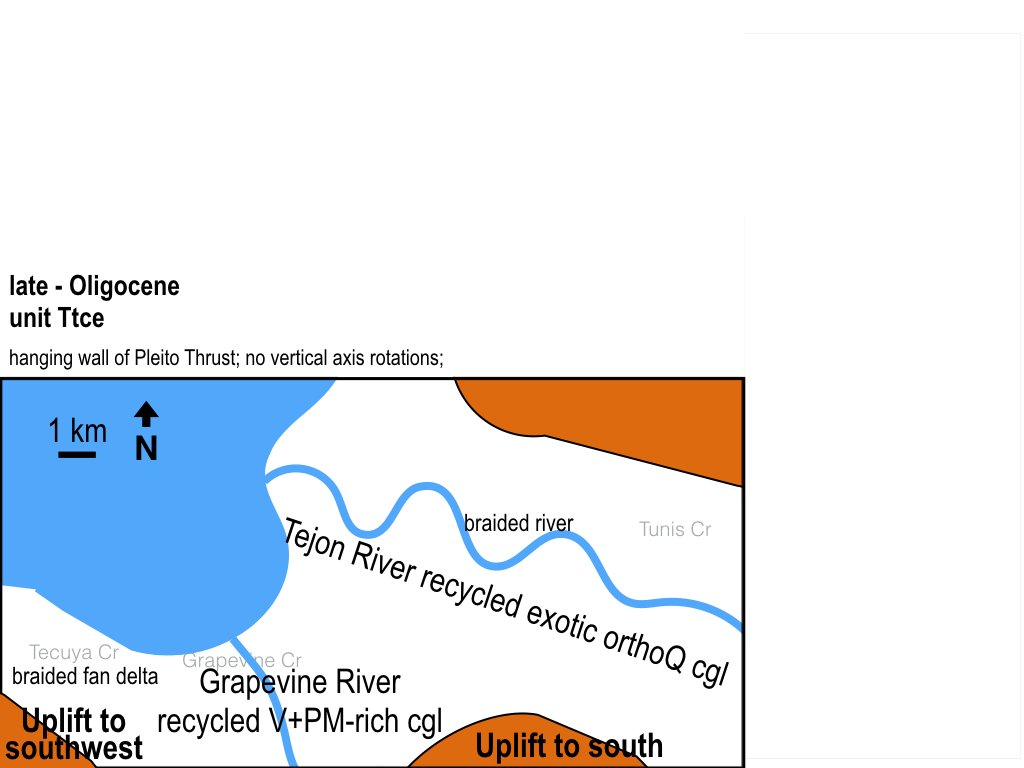 late - Oligocene
unit Ttce
hanging wall of Pleito Thrust; no vertical axis rotations;
1 km
N
braided river
Tunis Cr
Tejon River recycled exotic orthoQ cgl
Tecuya Cr
Grapevine Cr
braided fan delta
Grapevine River
recycled V+PM-rich cgl
Uplift to
southwest
Uplift to south